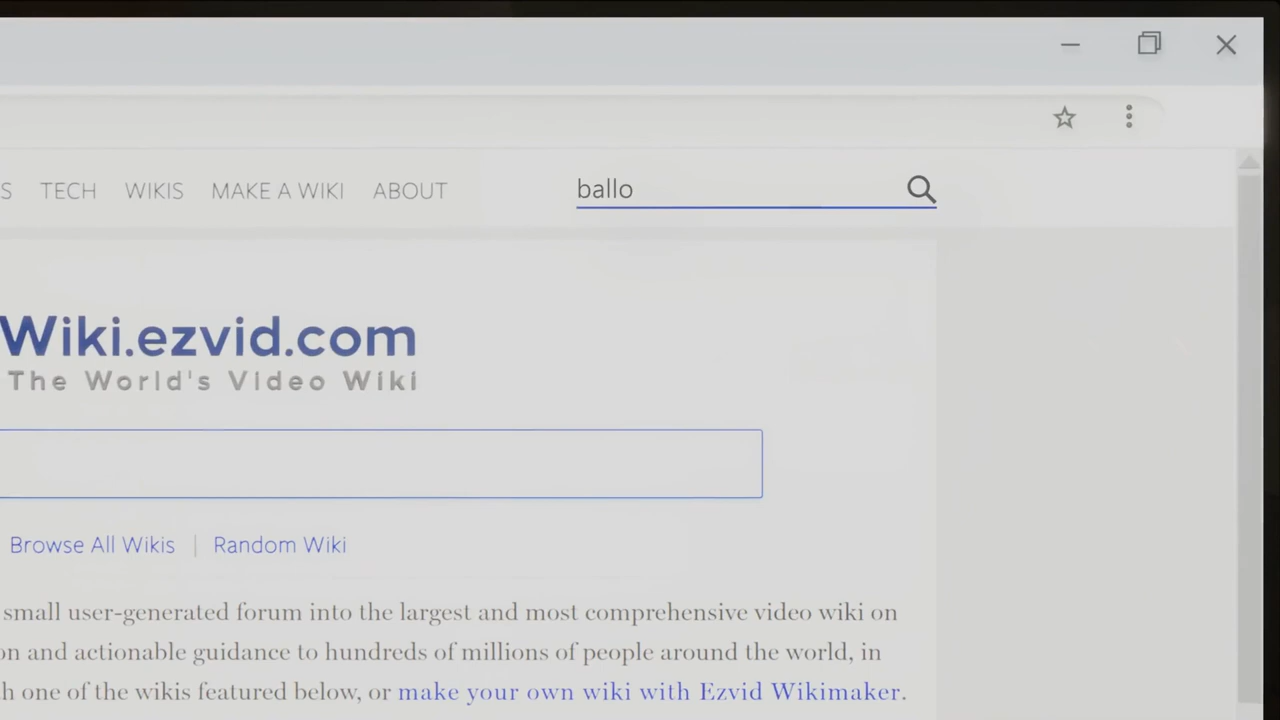 S TECH WIKIS MAKE A WIKI ABOUT ballo
Wiki.ezvid.com
The World's Video Wiki
Browse All Wikis | Random Wiki
small user-generated forum into the largest and most comprehensive video wiki on
on and actionable guidance to hundreds of millions of people around the world, in
h one of the wikis featured below, or make your own wiki with Ezvid Wikimaker.